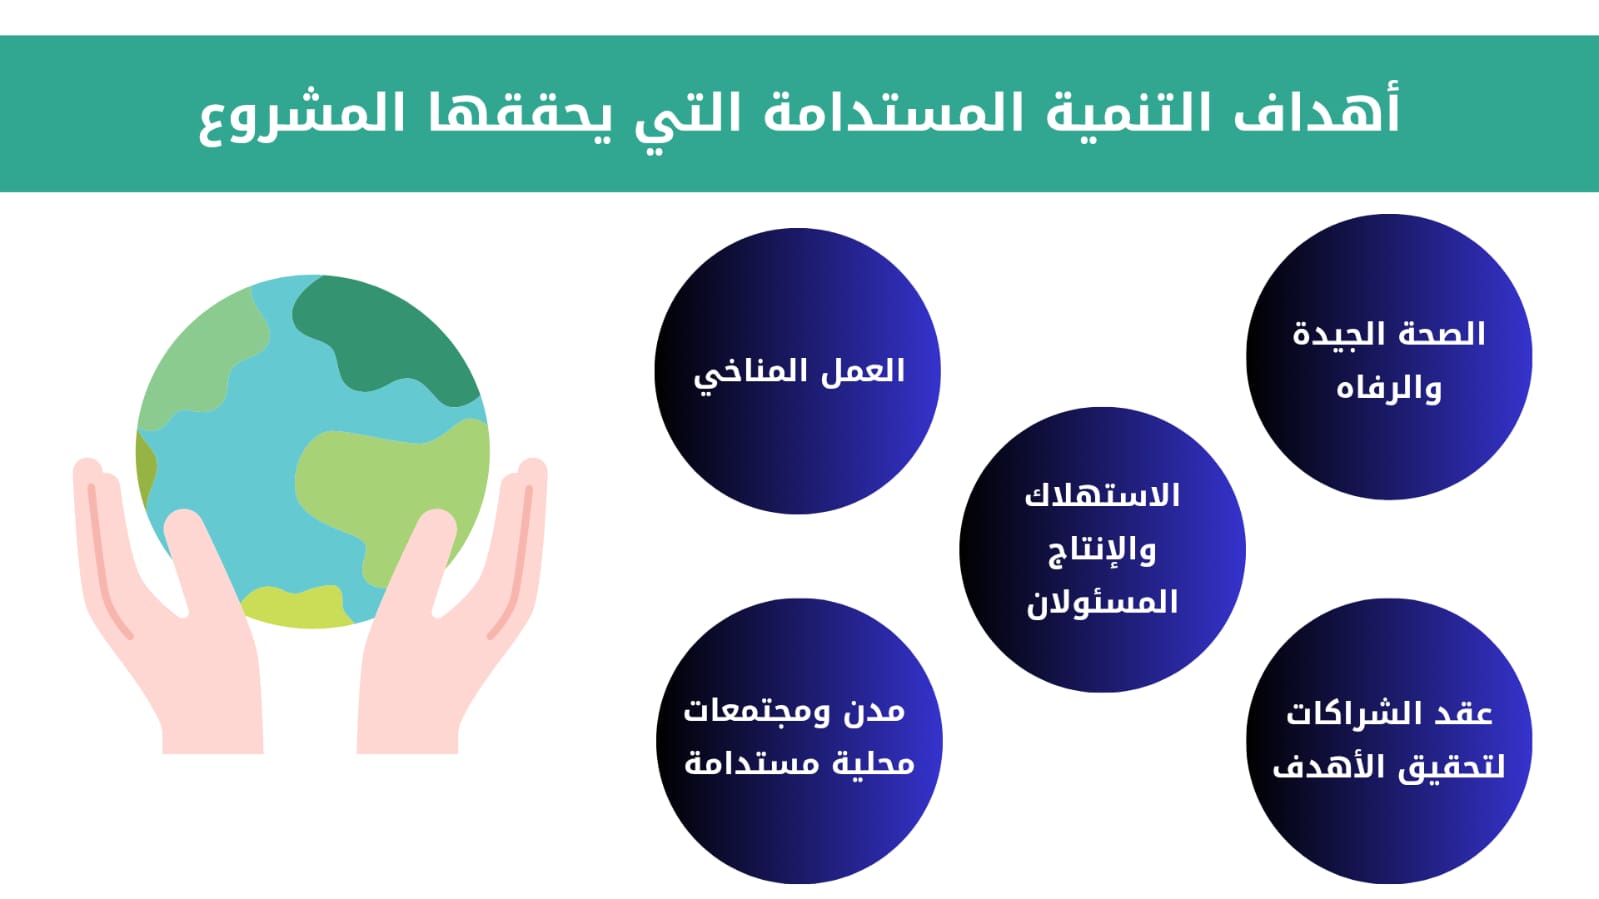 أهداف التنمية المستدامة التي يحققها المشروع
الصحة الجيدة
والرفاه
العمل المناخي
الاستهلاك
والإنتاج
المسئولان
عقد الشراكات
لتحقيق الأهدف
مدن ومجتمعات
محلية مستدامة